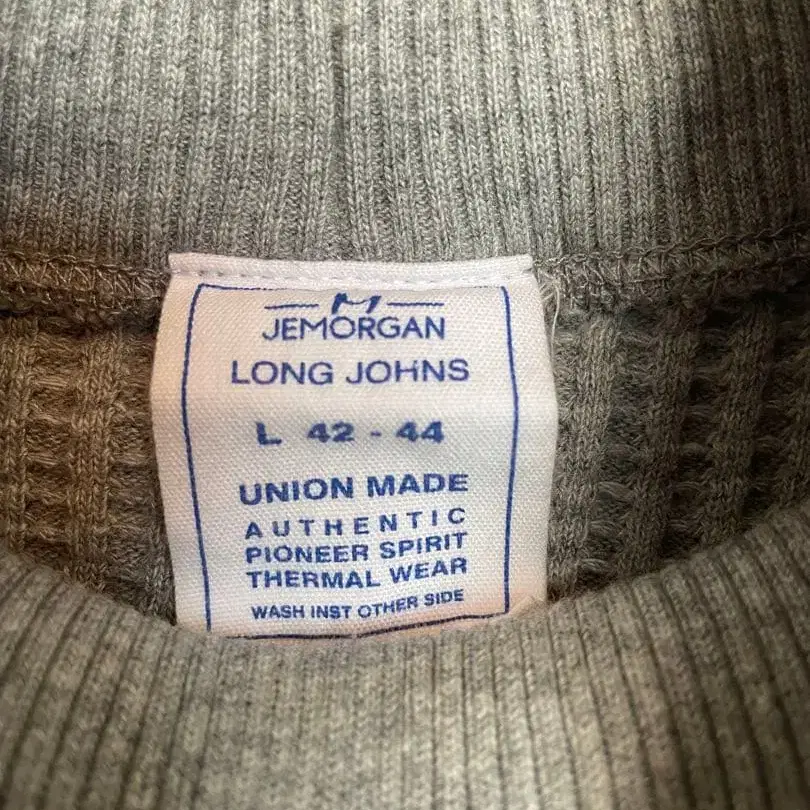 JEMORGAN
LONG JOHNS
L 42 - 44
UNION MADE
AUTHENTIC
PIONEER SPIRIT
THERMAL WEAR
WASH INST OTHER SIDE